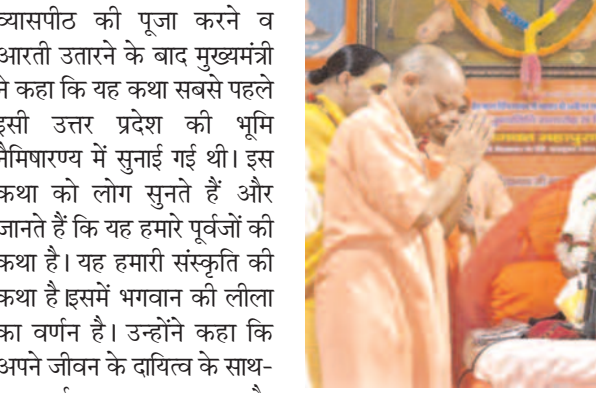 व्यासपीठ की पूजा करने व
आरती उतारने के बाद मुख्यमंत्री
ने कहा कि यह कथा सबसे पहले
इसी उत्तर प्रदेश की भूमि
नैमिषारण्य में सुनाई गई थी। इस
कथा को लोग सुनते हैं और
जानते हैं कि यह हमारे पूर्वजों की
कथा है। यह हमारी संस्कृति की
कथा है।इसमें भगवान की लीला
का वर्णन है। उन्होंने कहा कि
अपने जीवन के दायित्व के साथ-